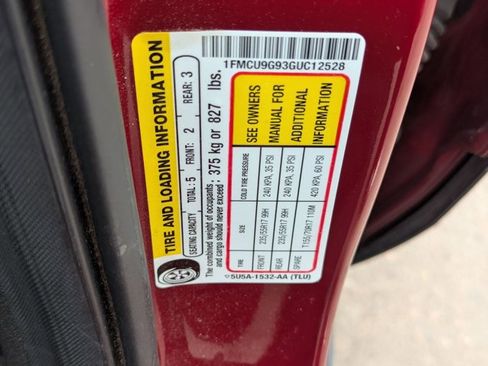 1FMCU9G93GUC12528
TIRE AND LOADING INFORMATION
SEATING CAPACITY TOTAL: 5 FRONT: 2 REAR: 3
The combined weight of occupants
and cargo should never exceed: 375 kg or 827 lbs.
TIRE SIZE COLD TIRE PRESSURE
FRONT 235/55R17 99H 240 KPA, 35 PSI
REAR 235/55R17 99H 240 KPA, 35 PSI
SPARE T155/70R17 110M 420 KPA, 60 PSI
SEE OWNERS
MANUAL FOR
ADDITIONAL
INFORMATION
5U5A-1532-AA (TLU)